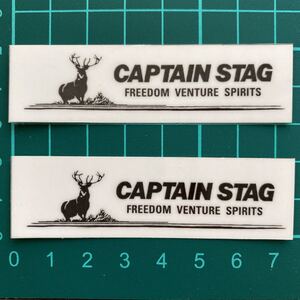 CAPTAIN STAG
FREEDOM VENTURE SPIRITS
CAPTAIN STAG
FREEDOM VENTURE SPIRITS
0 1 2 3 4 5 6 7